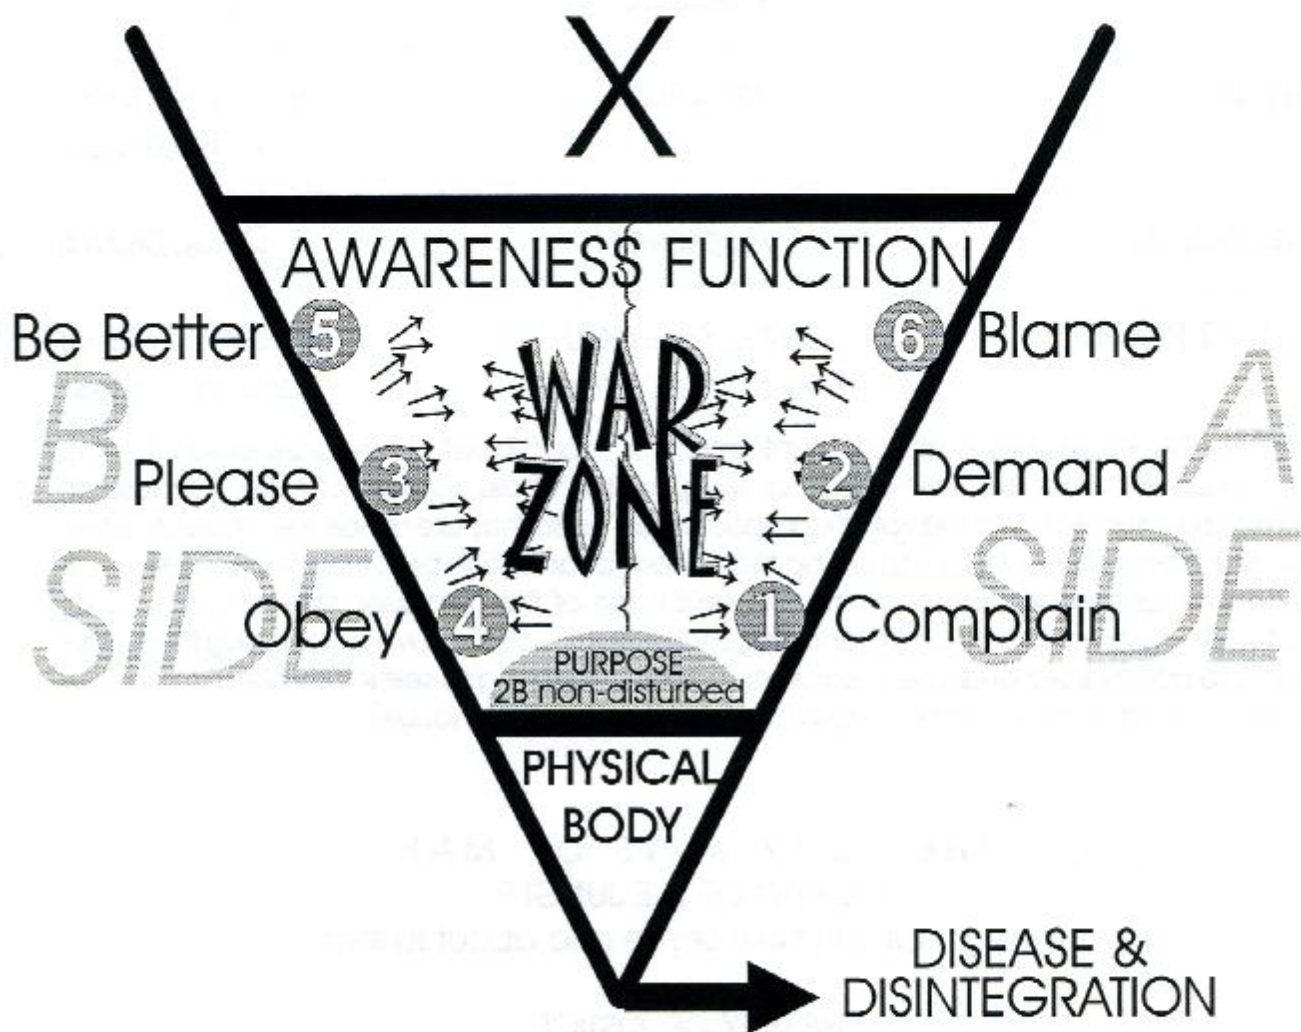 X
AWARENESS FUNCTION
Be Better 5
6 Blame
B
SIDE
A
SIDE
WAR
ZONE
Please 3
2 Demand
Obey 4
1 Complain
PURPOSE
2B non-disturbed
PHYSICAL
BODY
DISEASE &
DISINTEGRATION